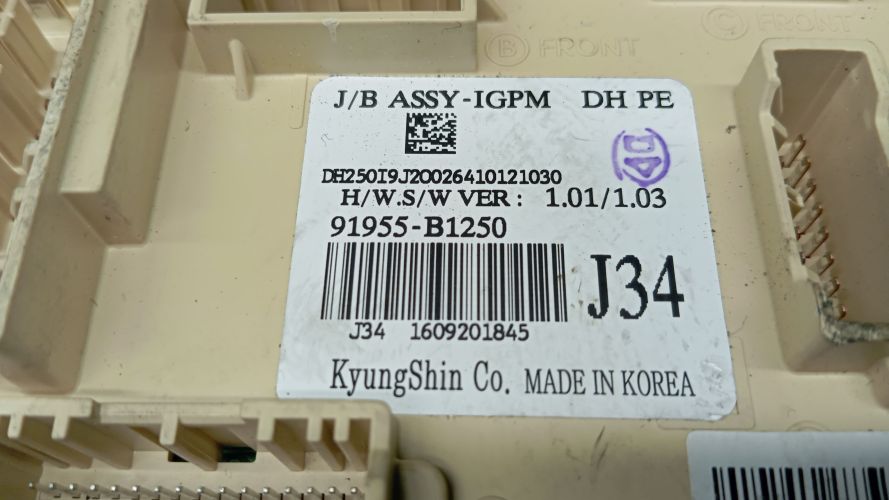 B FRONT
C FRONT
J/B ASSY-IGPM DH PE
DH250I9J20026410121030
H/W.S/W VER : 1.01/1.03
91955-B1250
J34
J34 1609201845
KyungShin Co. MADE IN KOREA